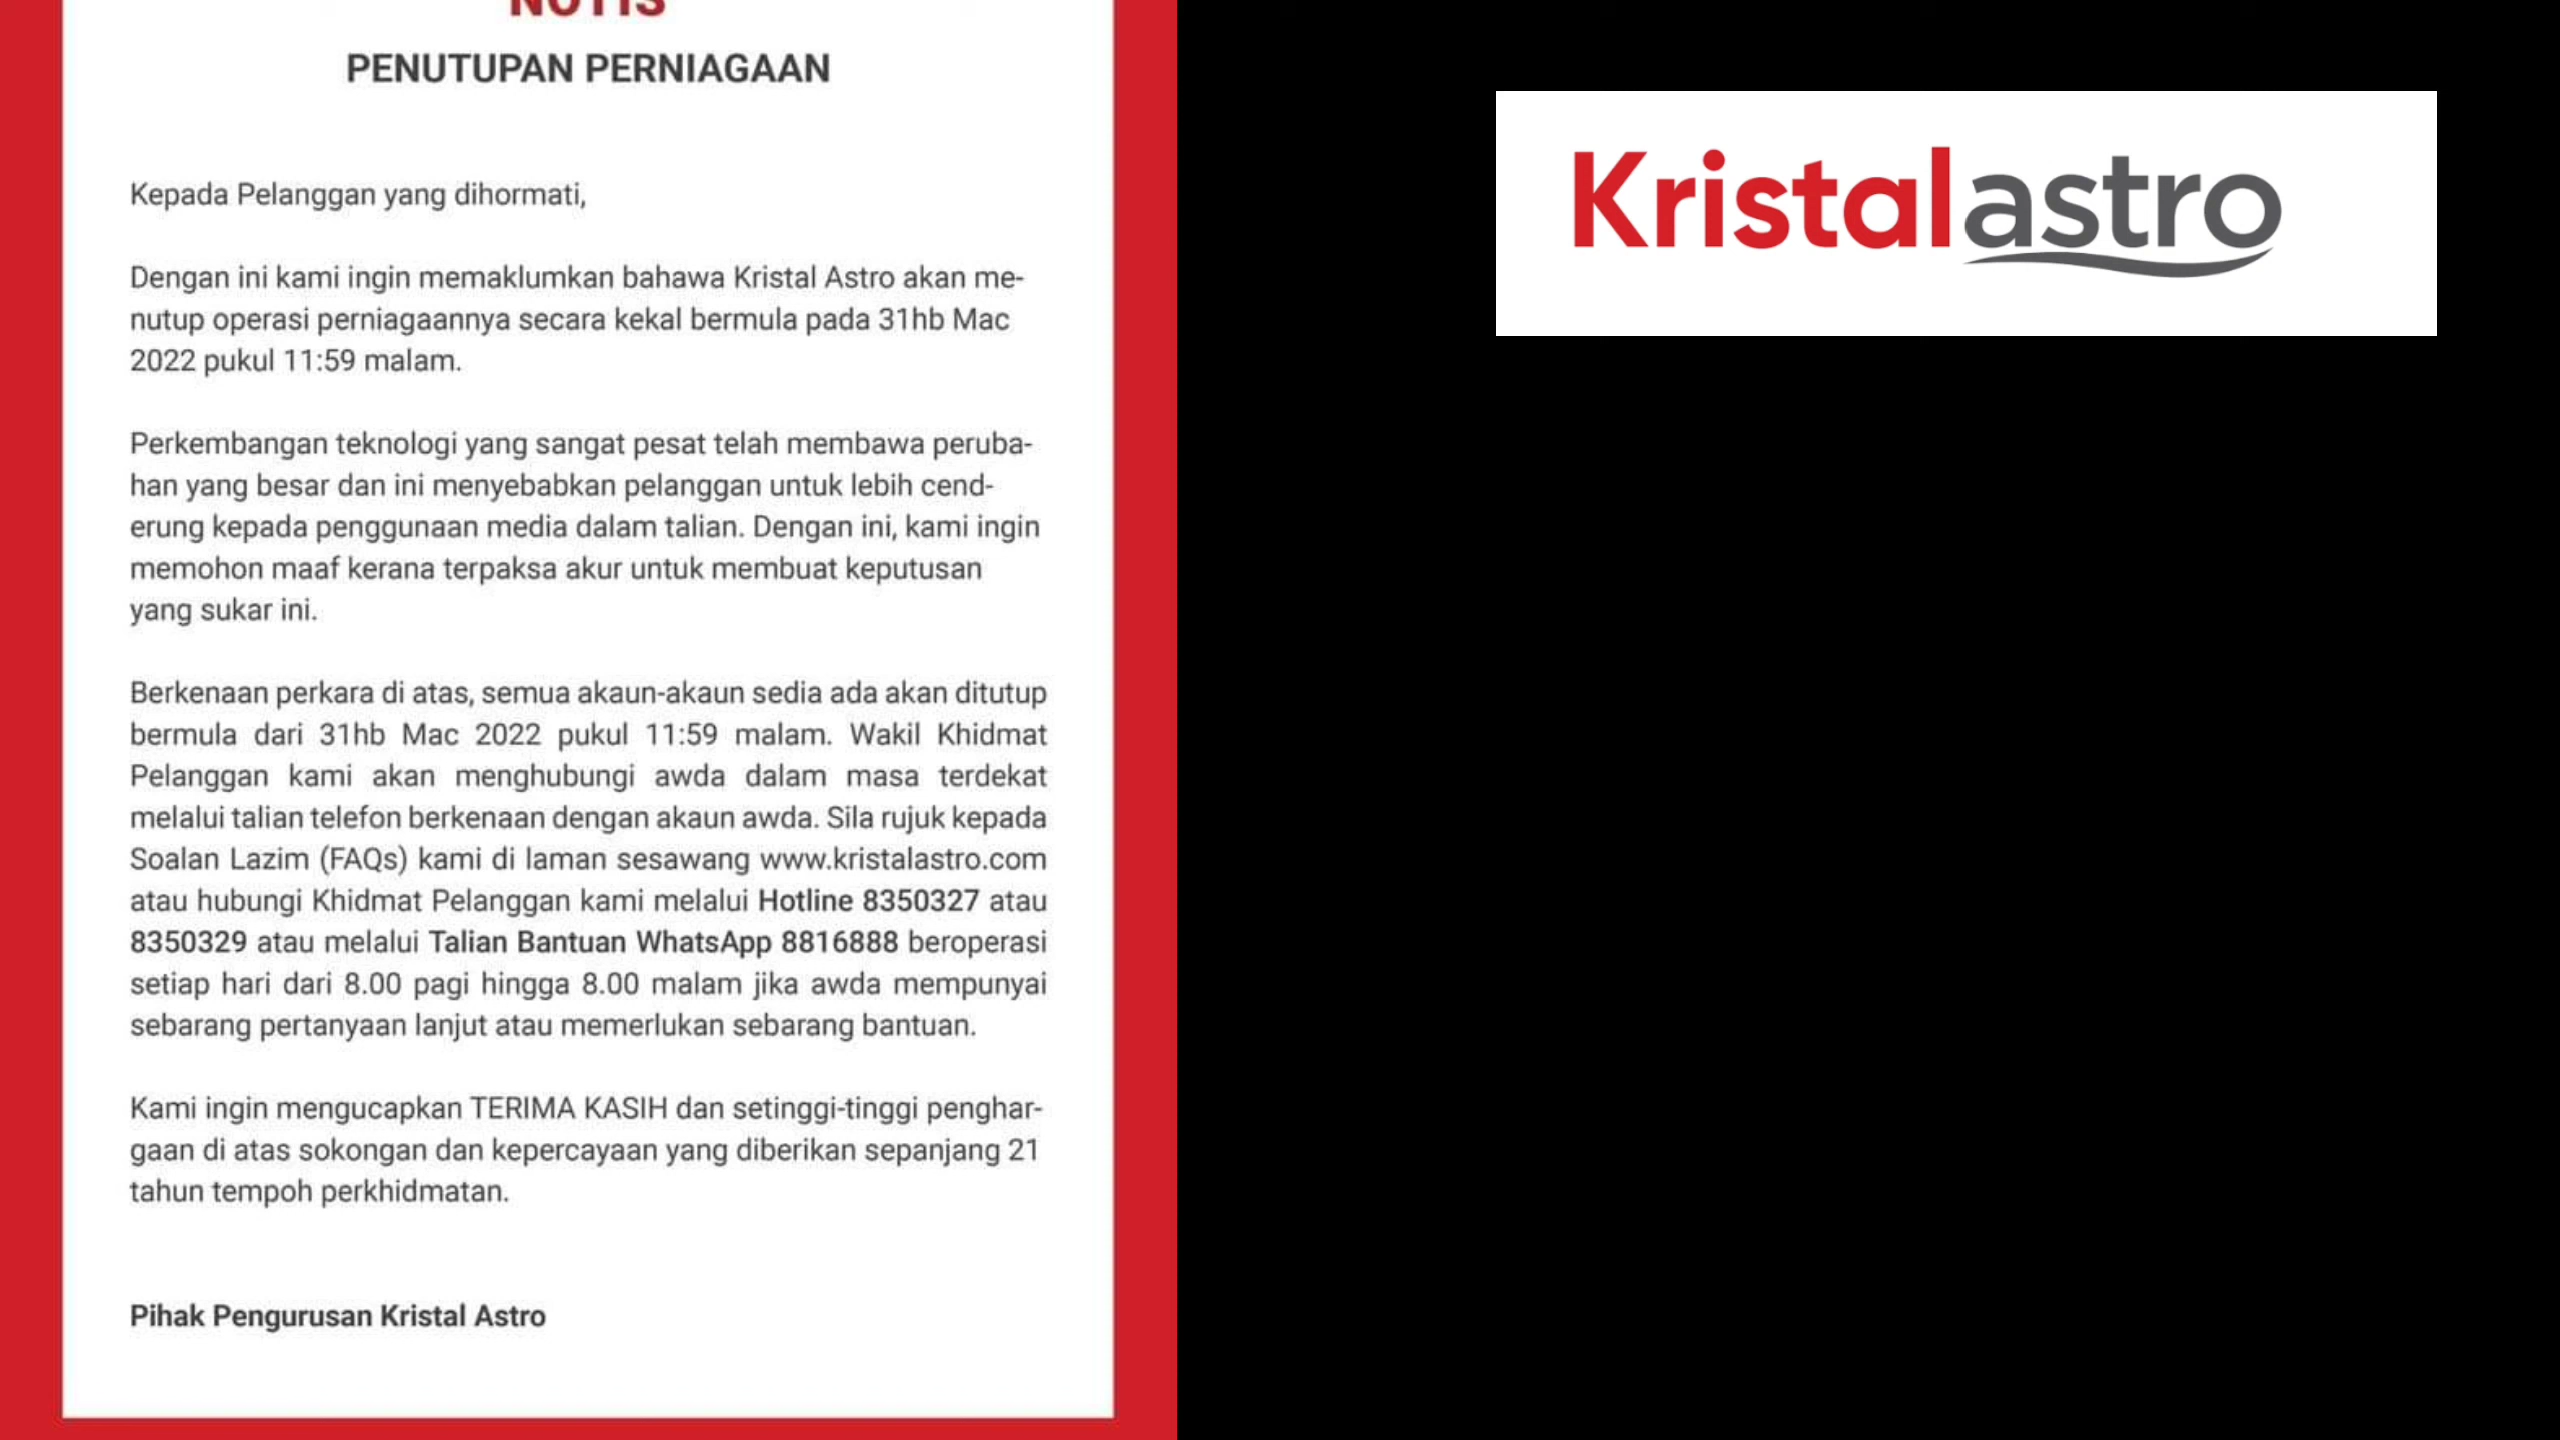 NOTIS
PENUTUPAN PERNIAGAAN
Kepada Pelanggan yang dihormati,
Dengan ini kami ingin memaklumkan bahawa Kristal Astro akan me-
nutup operasi perniagaannya secara kekal bermula pada 31hb Mac
2022 pukul 11:59 malam.
Perkembangan teknologi yang sangat pesat telah membawa peruba-
han yang besar dan ini menyebabkan pelanggan untuk lebih cend-
erung kepada penggunaan media dalam talian. Dengan ini, kami ingin
memohon maaf kerana terpaksa akur untuk membuat keputusan
yang sukar ini.
Berkenaan perkara di atas, semua akaun-akaun sedia ada akan ditutup
bermula dari 31hb Mac 2022 pukul 11:59 malam. Wakil Khidmat
Pelanggan kami akan menghubungi awda dalam masa terdekat
melalui talian telefon berkenaan dengan akaun awda. Sila rujuk kepada
Soalan Lazim (FAQs) kami di laman sesawang www.kristalastro.com
atau hubungi Khidmat Pelanggan kami melalui Hotline 8350327 atau
8350329 atau melalui Talian Bantuan WhatsApp 8816888 beroperasi
setiap hari dari 8.00 pagi hingga 8.00 malam jika awda mempunyai
sebarang pertanyaan lanjut atau memerlukan sebarang bantuan.
Kami ingin mengucapkan TERIMA KASIH dan setinggi-tinggi penghar-
gaan di atas sokongan dan kepercayaan yang diberikan sepanjang 21
tahun tempoh perkhidmatan.
Pihak Pengurusan Kristal Astro
Kristalastro